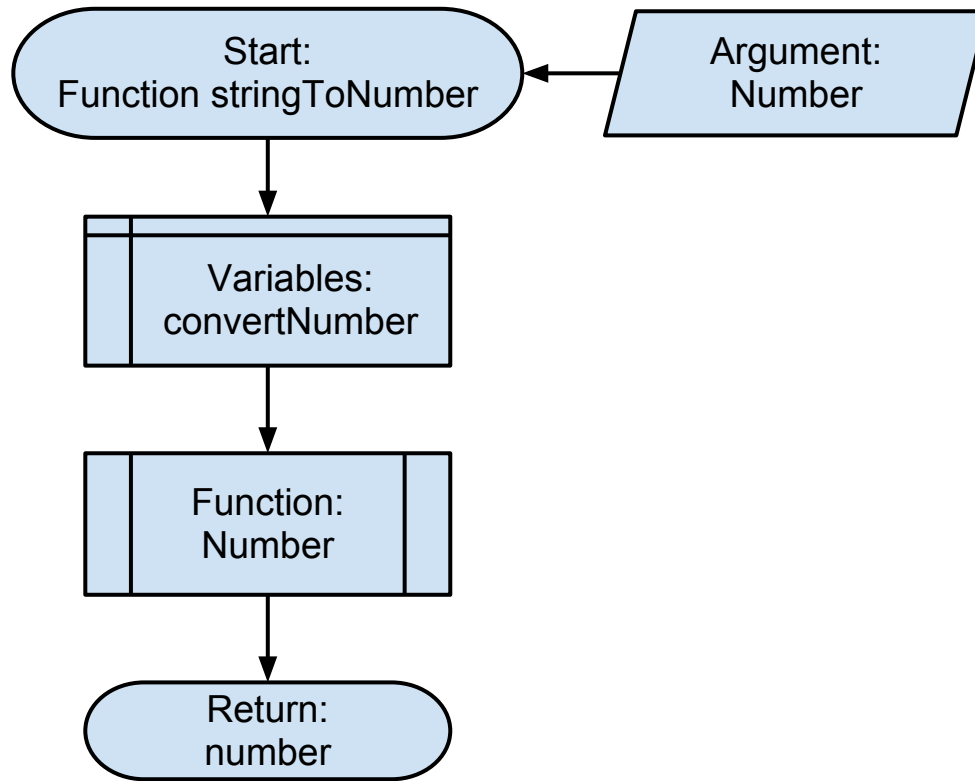 Start:
Function stringToNumber
Argument:
Number
Variables:
convertNumber
Function:
Number
Return:
number